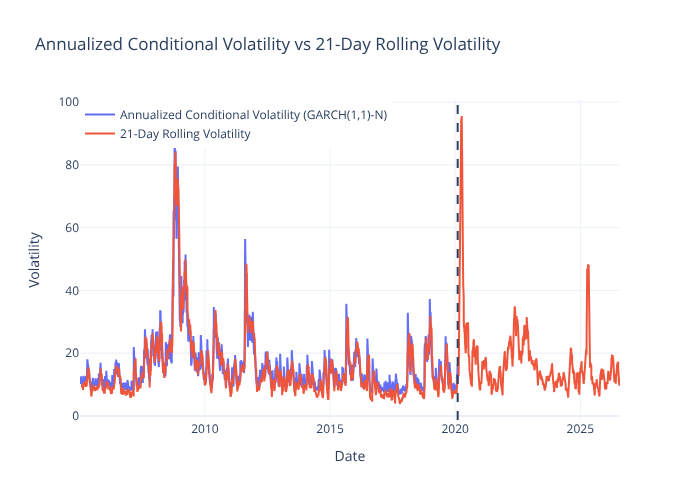 Annualized Conditional Volatility vs 21-Day Rolling Volatility
Annualized Conditional Volatility (GARCH(1,1)-N)
21-Day Rolling Volatility
100
80
60
40
20
0
Volatility
2010
2015
2020
2025
Date